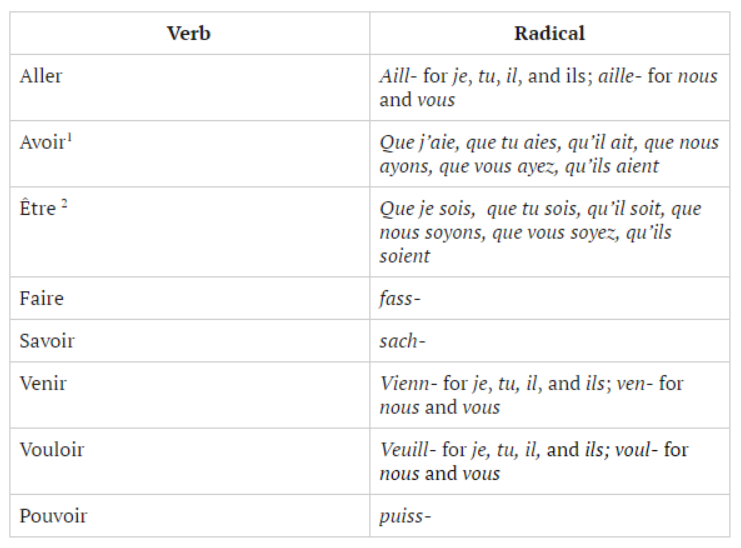 Verb Radical
Aller Aill- for je, tu, il, and ils; aille- for nous
and vous
Avoir¹ Que j’aie, que tu aies, qu’il ait, que nous
ayons, que vous ayez, qu’ils aient
Être ² Que je sois, que tu sois, qu’il soit, que
nous soyons, que vous soyez, qu’ils
soient
Faire fass-
Savoir sach-
Venir Vienn- for je, tu, il, and ils; ven- for
nous and vous
Vouloir Veuill- for je, tu, il, and ils; voul- for
nous and vous
Pouvoir puiss-